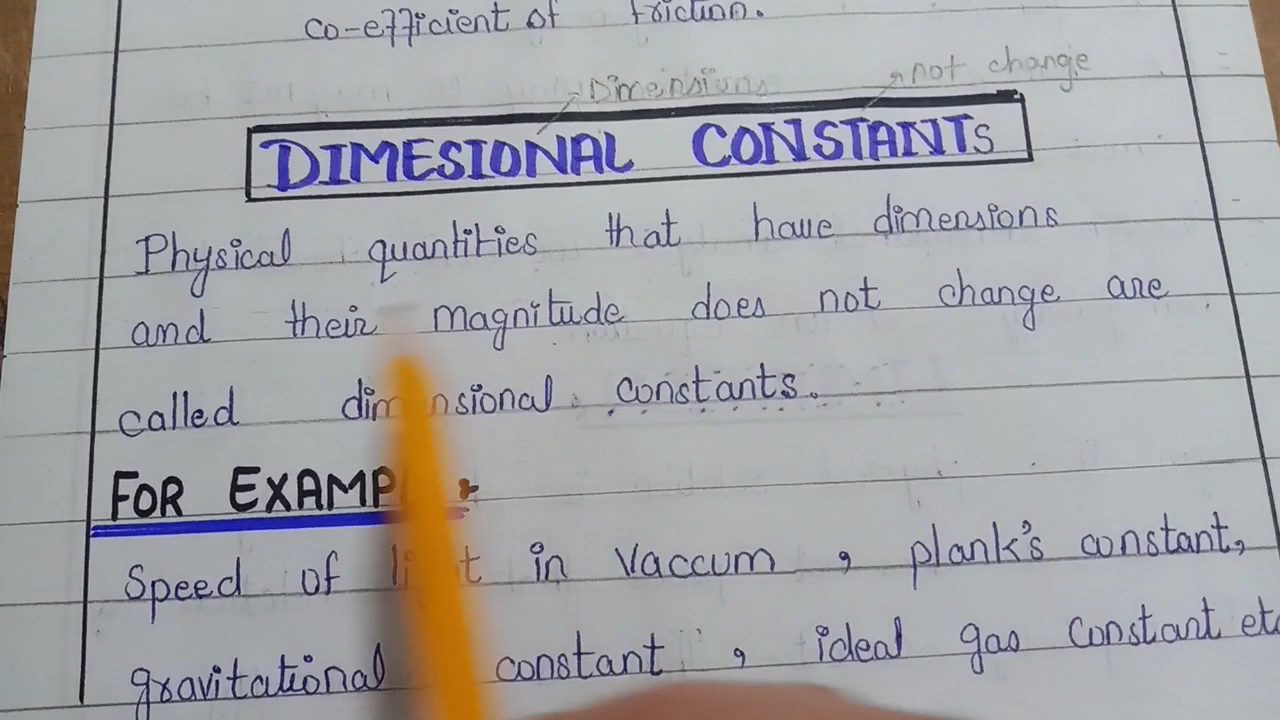 co-efficient of friction.
Dimensions not change
DIMESIONAL CONSTANTs
Physical quantities that have dimensions
and their magnitude does not change are
called constants.
FOR
Speed of in Vaccum , plank's constant,
gravitational constant , ideal gas constant etc